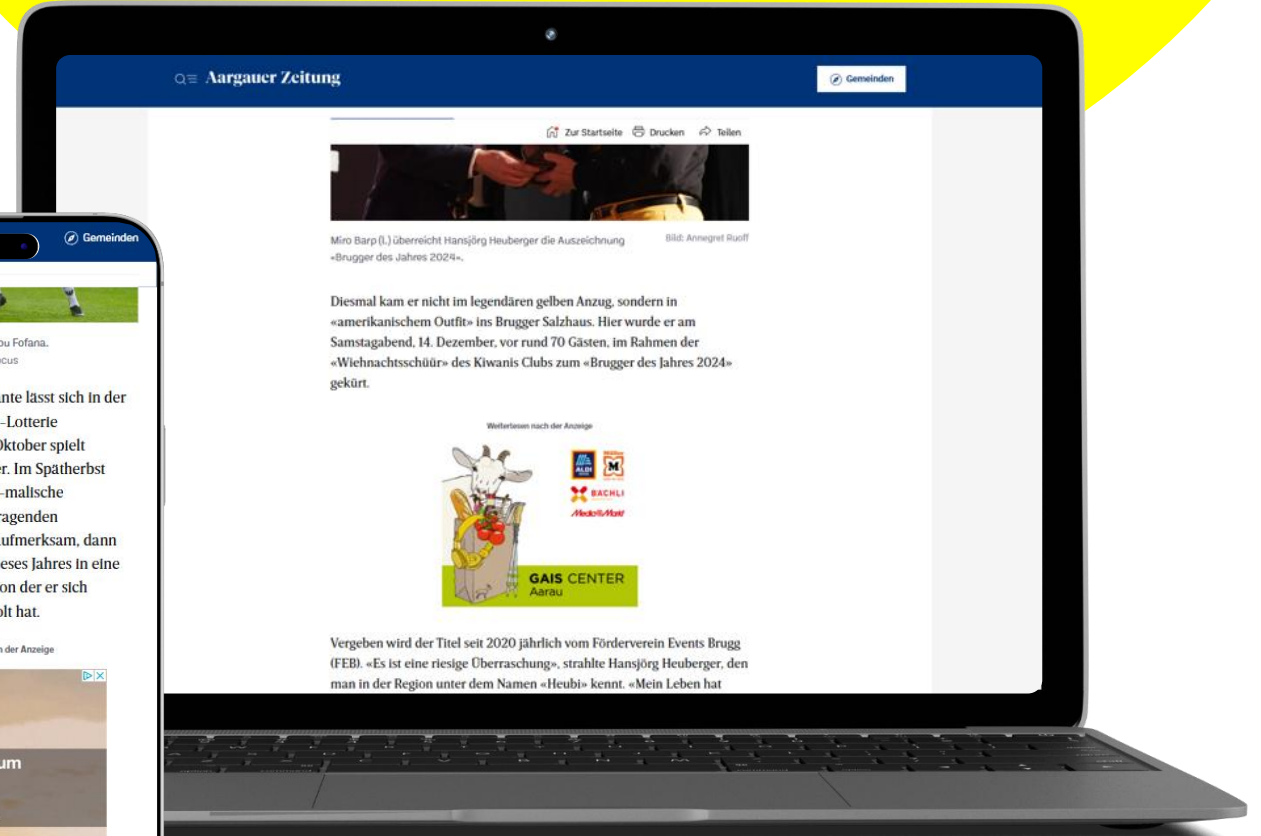 Aargauer Zeitung
Gemeinden
Zur Startseite Drucken Teilen
Miro Barp (l.) überreicht Hansjörg Heuberger die Auszeichnung
«Brugger des Jahres 2024».
Bild: Annegret Ruoff
Diesmal kam er nicht im legendären gelben Anzug, sondern in
«amerikanischem Outfit» ins Brugger Salzhaus. Hier wurde er am
Samstagabend, 14. Dezember, vor rund 70 Gästen, im Rahmen der
«Wiehnachtsschüür» des Kiwanis Clubs zum «Brugger des Jahres 2024»
gekürt.
Weiterlesen nach der Anzeige
ALDI
Müller
M
BÄCHLI
MediaMarkt
GAIS CENTER
Aarau
Vergeben wird der Titel seit 2020 jährlich vom Förderverein Events Brugg
(FEB). «Es ist eine riesige Überraschung», strahlte Hansjörg Heuberger, den
man in der Region unter dem Namen «Heubi» kennt. «Mein Leben hat
Gemeinden
ou Fofana.
ocus
nte lässt sich in der
-Lotterie
Oktober spielt
er. Im Spätherbst
-malische
ragenden
ufmerksam, dann
ieses Jahres in eine
on der er sich
olt hat.
n der Anzeige
um